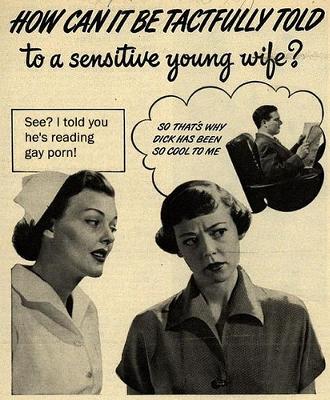 HOW CAN IT BE TACTFULLY TOLD
to a sensitive young wife?
See? I told you
he's reading
gay porn!
SO THAT'S WHY
DICK HAS BEEN
SO COOL TO ME